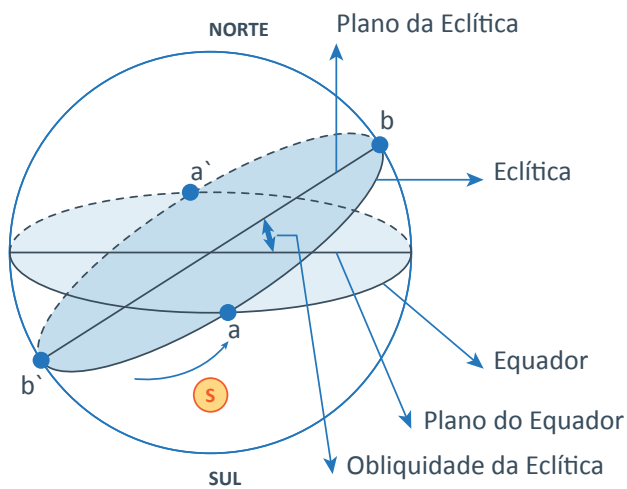 NORTE
Plano da Eclítica
b
a`
Eclítica
a
Equador
b`
S
Plano do Equador
Obliquidade da Eclítica
SUL